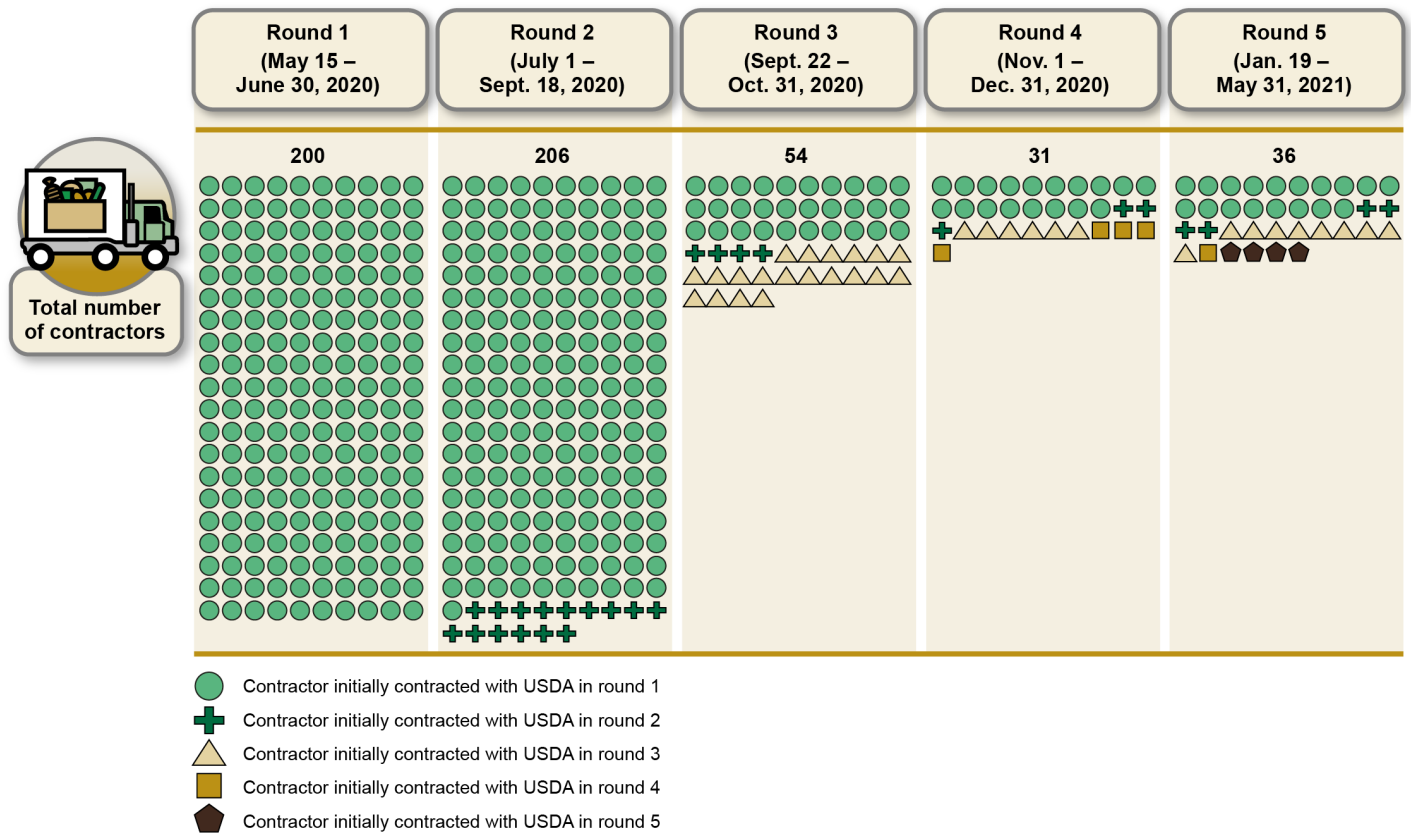 Round 1
(May 15 –
June 30, 2020)
Round 2
(July 1 –
Sept. 18, 2020)
Round 3
(Sept. 22 –
Oct. 31, 2020)
Round 4
(Nov. 1 –
Dec. 31, 2020)
Round 5
(Jan. 19 –
May 31, 2021)
Total number
of contractors
200
206
54
31
36
Contractor initially contracted with USDA in round 1
Contractor initially contracted with USDA in round 2
Contractor initially contracted with USDA in round 3
Contractor initially contracted with USDA in round 4
Contractor initially contracted with USDA in round 5